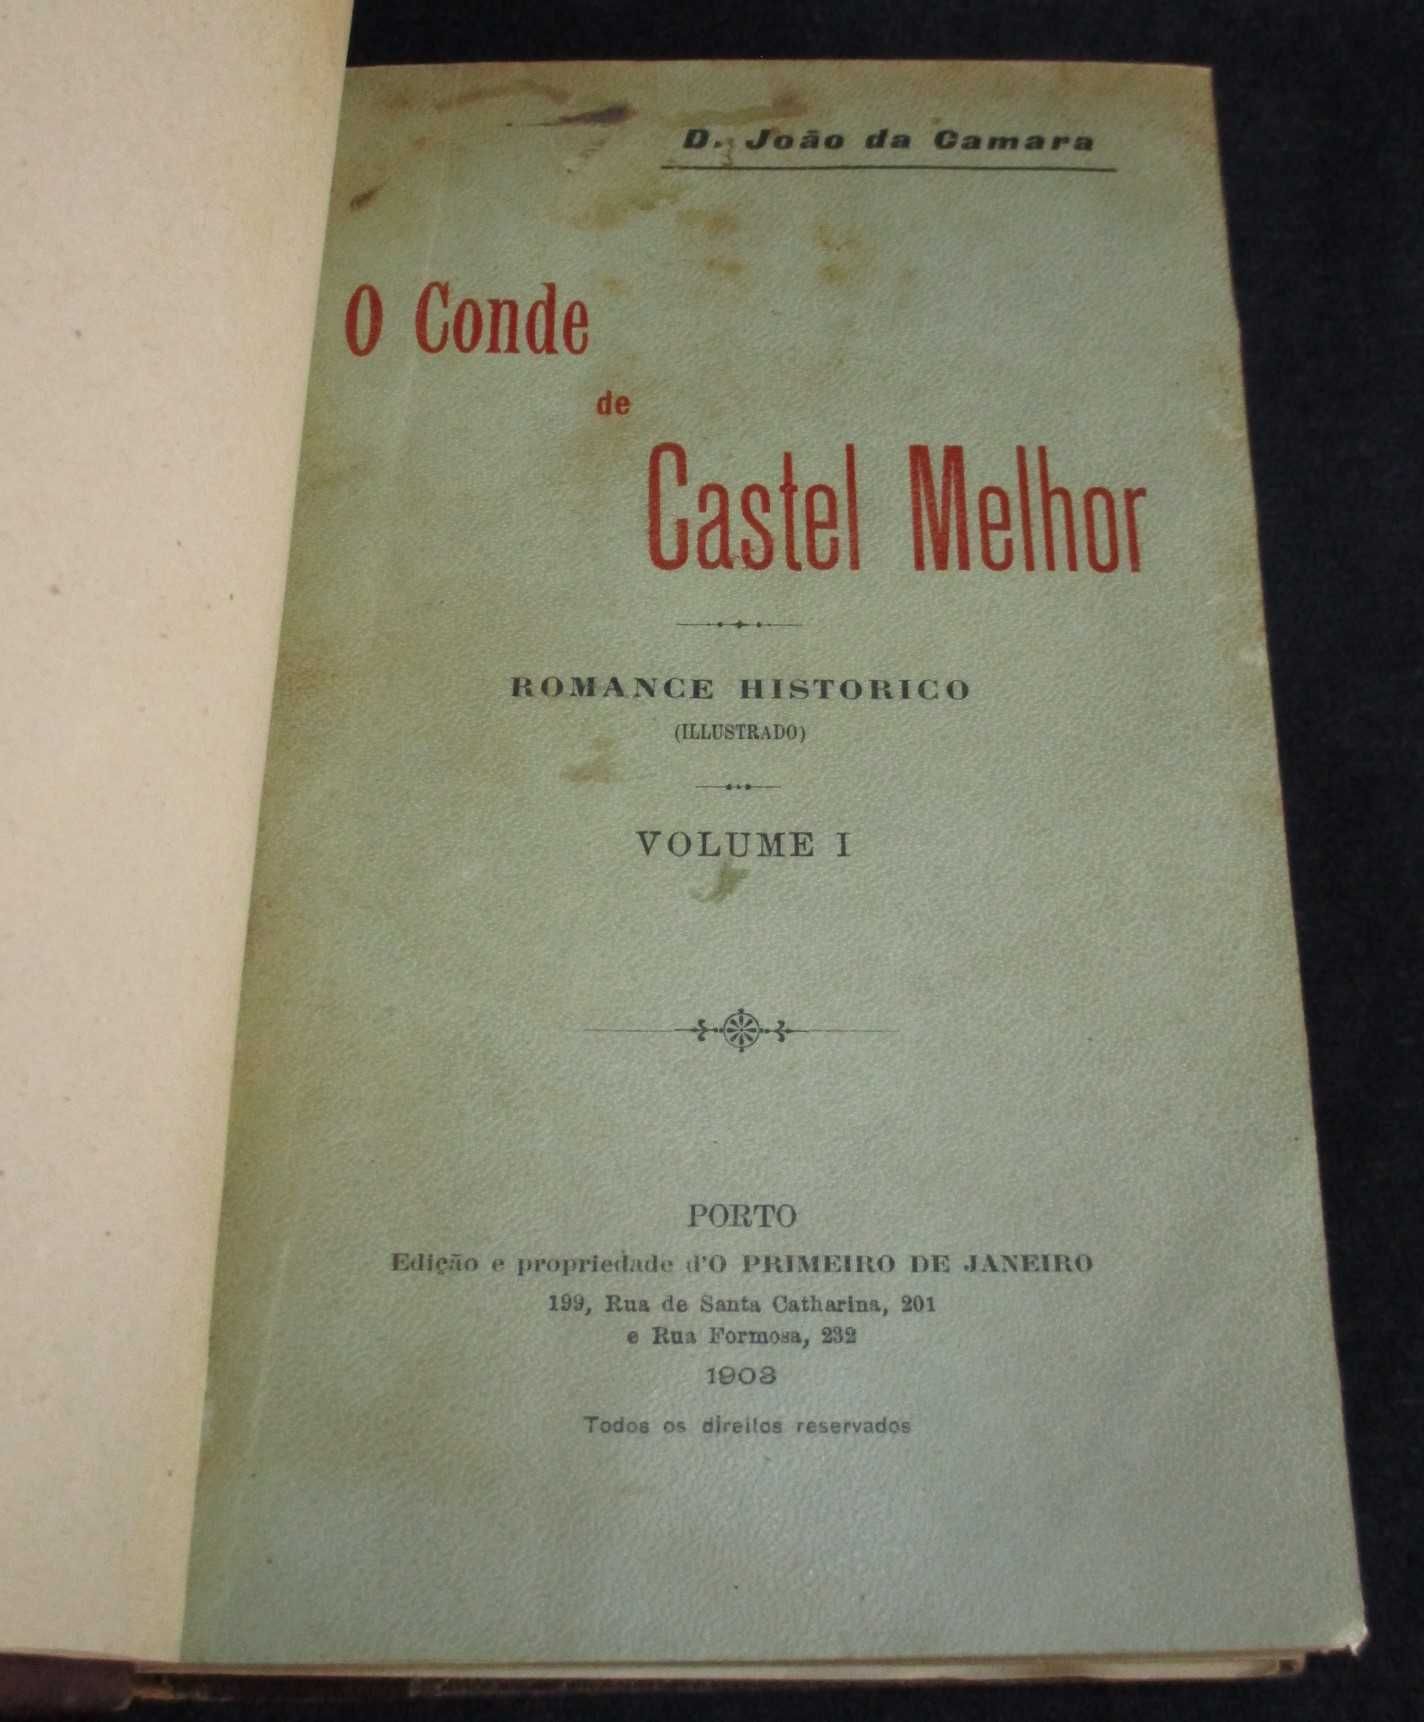 D. João da Camara
O Conde
de
Castel Melhor
ROMANCE HISTORICO
(ILLUSTRADO)
VOLUME I
PORTO
Edição e propriedade d'O PRIMEIRO DE JANEIRO
199, Rua de Santa Catharina, 201
e Rua Formosa, 232
1903
Todos os direitos reservados